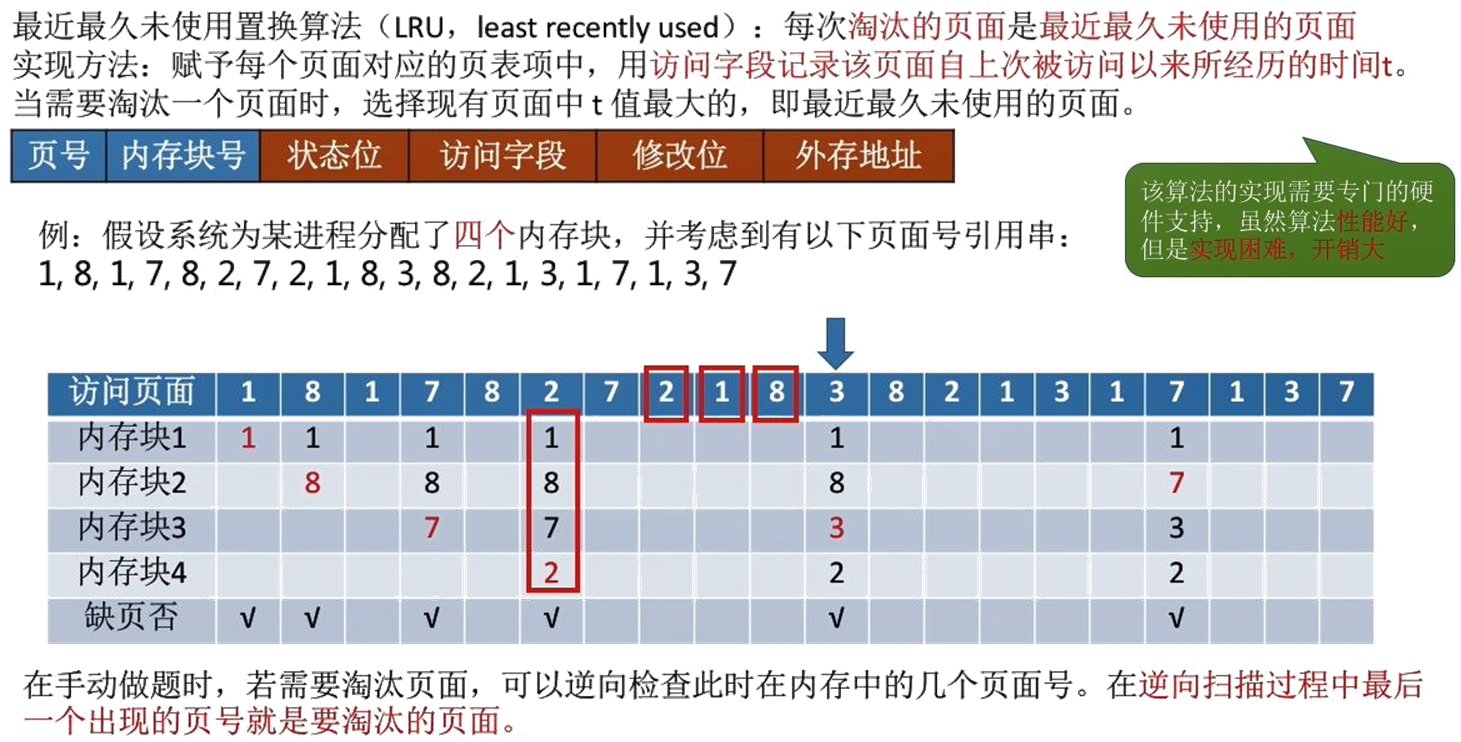 最近最久未使用置换算法（LRU，least recently used）：每次淘汰的页面是最近最久未使用的页面
实现方法：赋予每个页面对应的页表项中，用访问字段记录该页面自上次被访问以来所经历的时间t。
当需要淘汰一个页面时，选择现有页面中 t 值最大的，即最近最久未使用的页面。
页号 内存块号 状态位 访问字段 修改位 外存地址
该算法的实现需要专门的硬
件支持，虽然算法性能好，
但是实现困难，开销大
例：假设系统为某进程分配了四个内存块，并考虑到有以下页面号引用串：
1, 8, 1, 7, 8, 2, 7, 2, 1, 8, 3, 8, 2, 1, 3, 1, 7, 1, 3, 7
访问页面 1 8 1 7 8 2 7 2 1 8 3 8 2 1 3 1 7 1 3 7
内存块1 1 1 1 1 1 1
内存块2 8 8 8 8 7
内存块3 7 7 3 3
内存块4 2 2 2
缺页否 √ √ √ √ √ √
在手动做题时，若需要淘汰页面，可以逆向检查此时在内存中的几个页面号。在逆向扫描过程中最后
一个出现的页号就是要淘汰的页面。